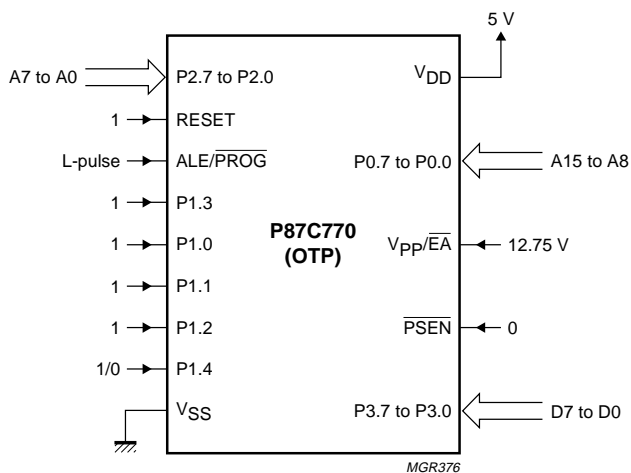 5 V
A7 to A0
P2.7 to P2.0
VDD
1
RESET
L-pulse
ALE/PROG
P0.7 to P0.0
A15 to A8
1
P1.3
P87C770
(OTP)
1
P1.0
VPP/EA
12.75 V
1
P1.1
1
P1.2
PSEN
0
1/0
P1.4
VSS
P3.7 to P3.0
D7 to D0
MGR376